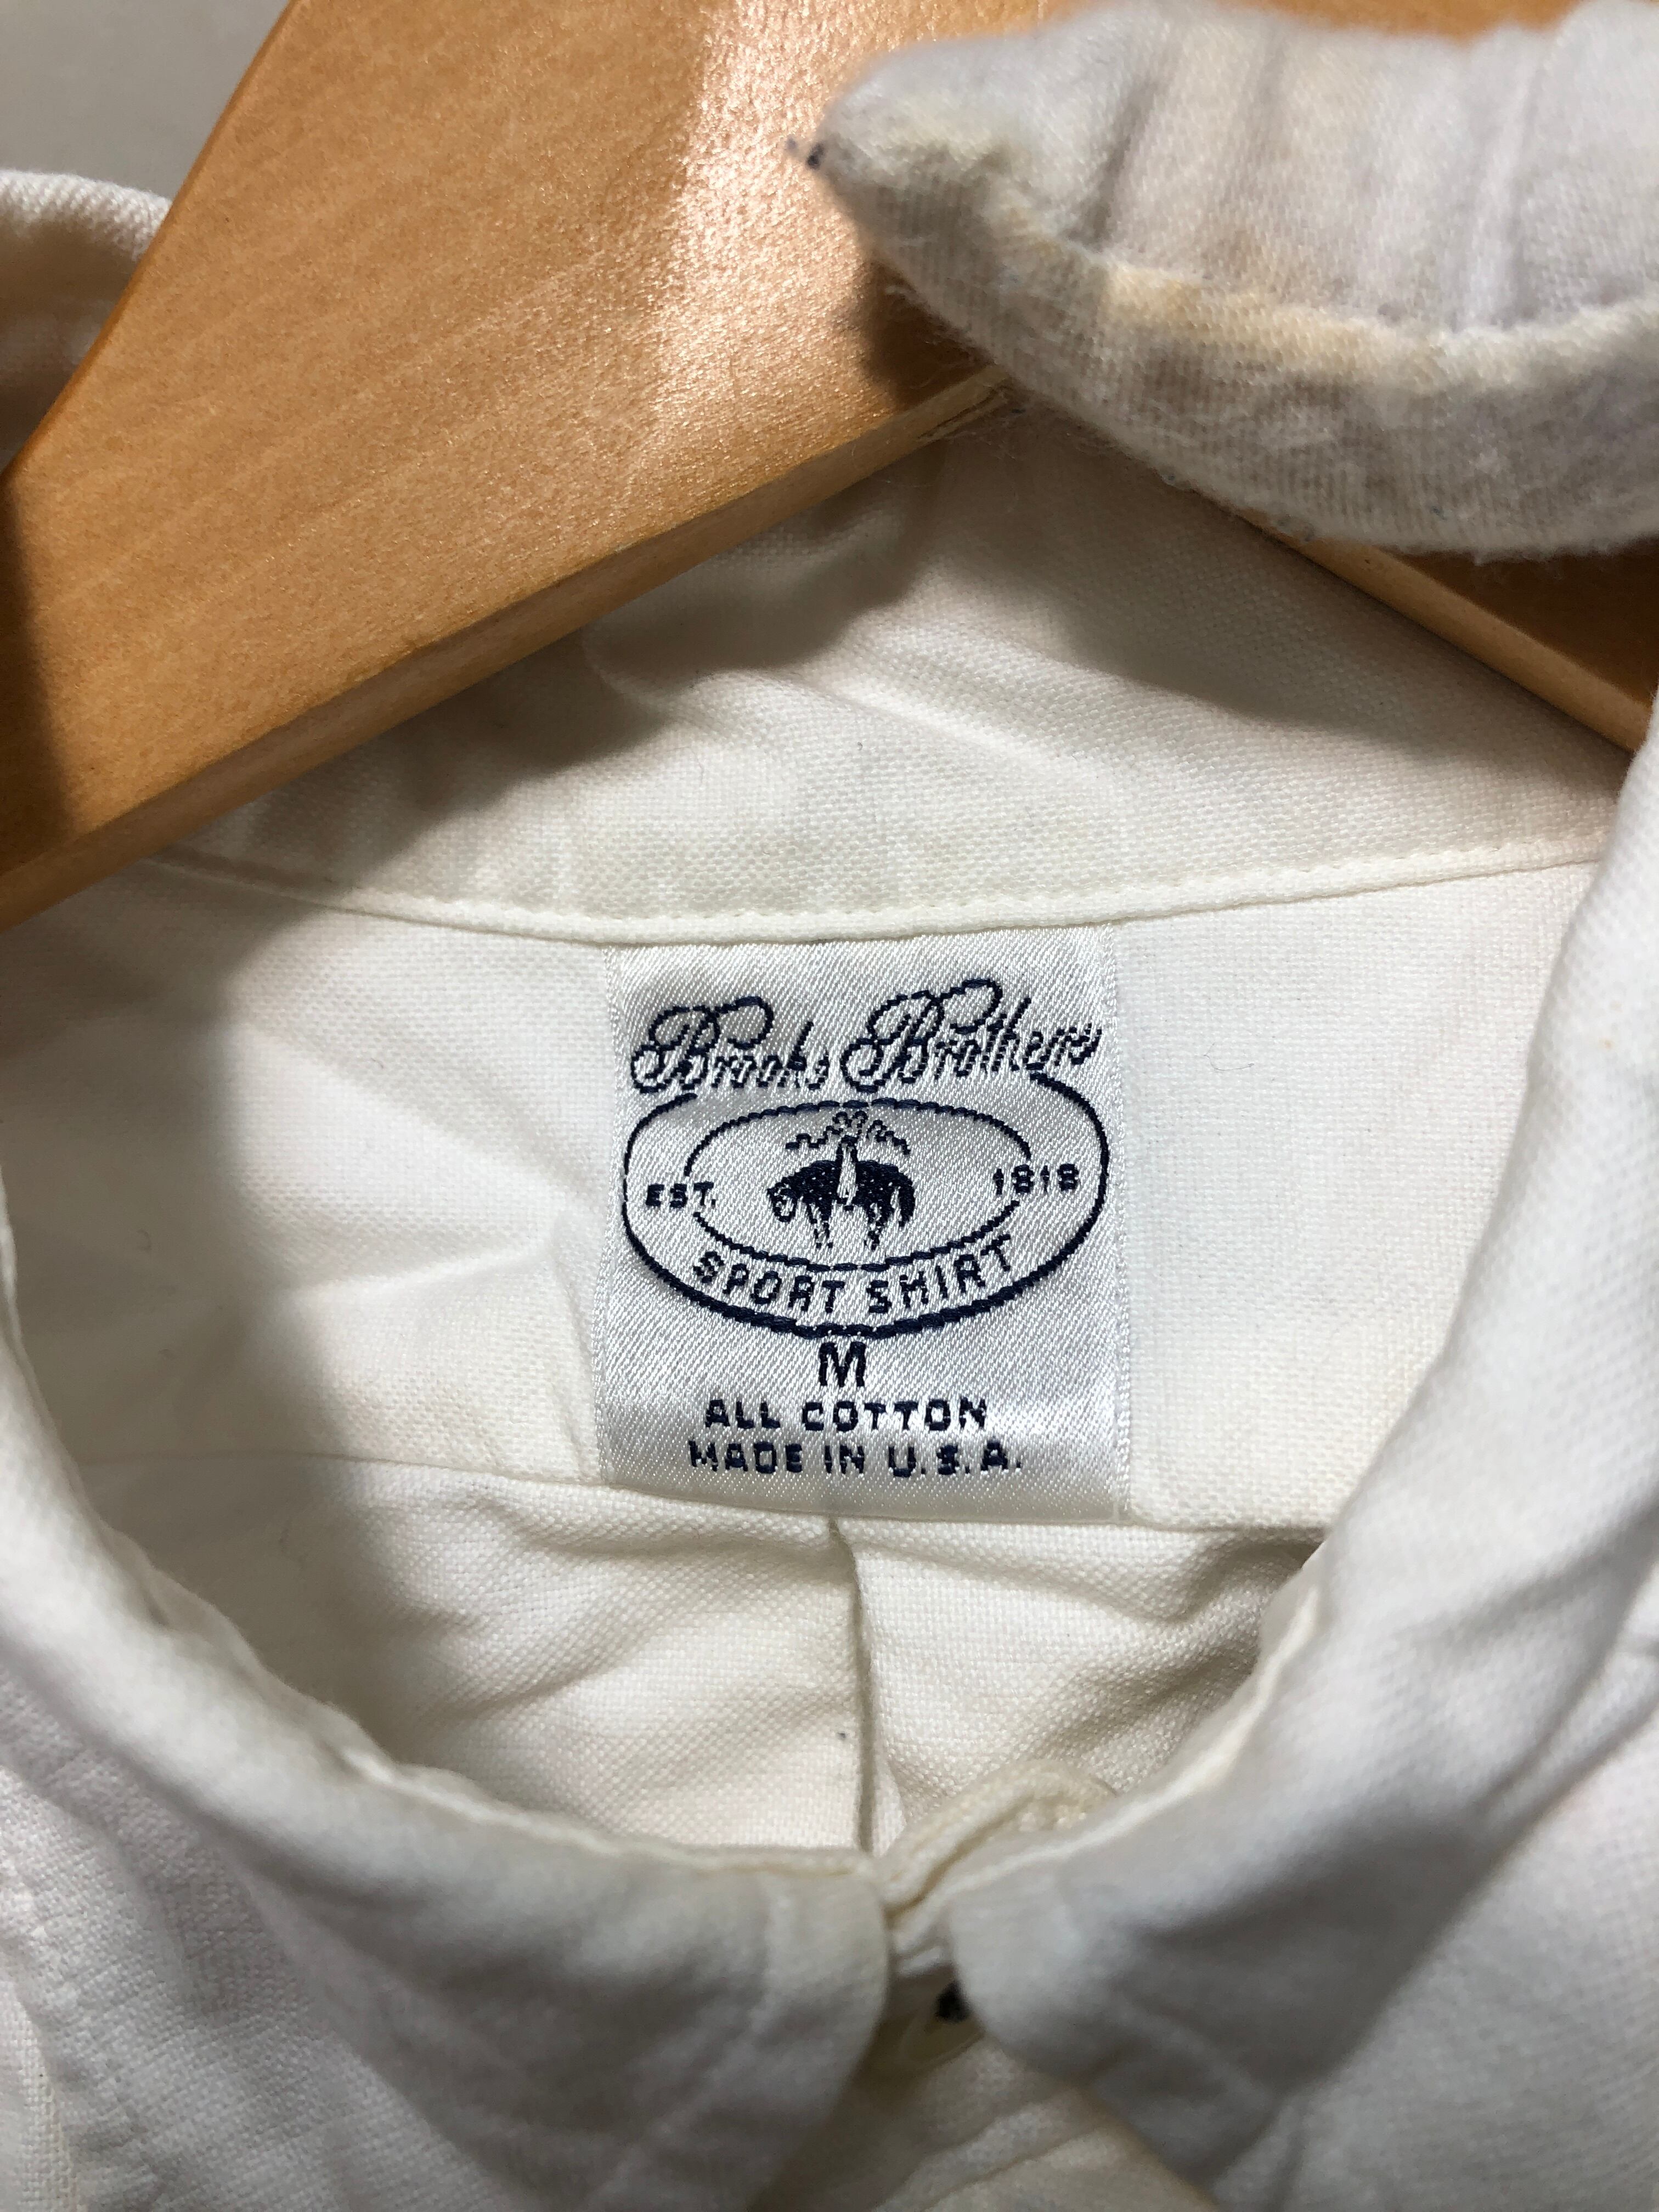 Brooks Brothers
EST. 1818
SPORT SHIRT
M
ALL COTTON
MADE IN U.S.A.